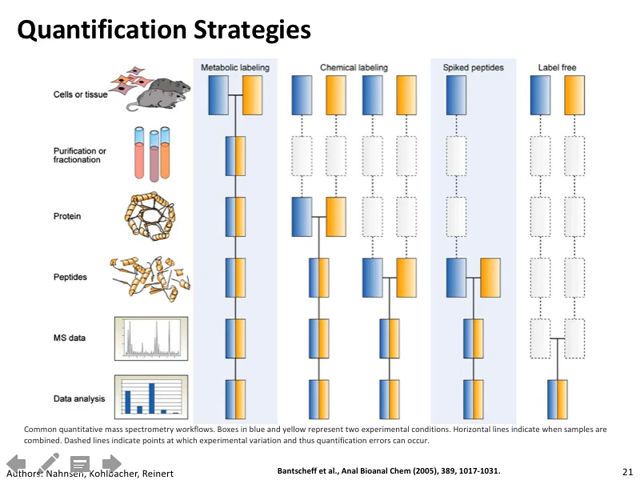 Quantification Strategies
Metabolic labeling
Chemical labeling
Spiked peptides
Label free
Cells or tissue
Purification or
fractionation
Protein
Peptides
MS data
Data analysis
Common quantitative mass spectrometry workflows. Boxes in blue and yellow represent two experimental conditions. Horizontal lines indicate when samples are
combined. Dashed lines indicate points at which experimental variation and thus quantification errors can occur.
Authors: Nahnsen, Kohlbacher, Reinert
Bantscheff et al., Anal Bioanal Chem (2005), 389, 1017-1031.
21